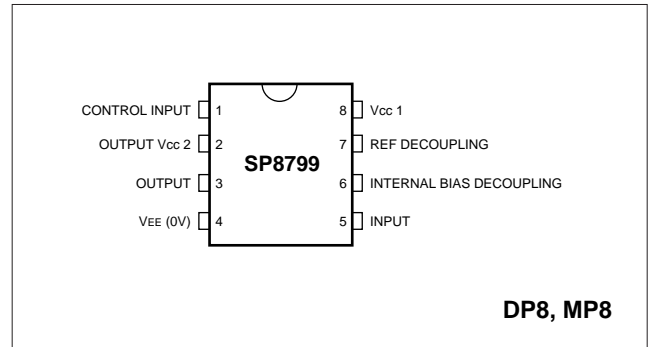 CONTROL INPUT 1 8 Vcc 1
OUTPUT Vcc 2 2 7 REF DECOUPLING
SP8799
OUTPUT 3 6 INTERNAL BIAS DECOUPLING
VEE (0V) 4 5 INPUT
DP8, MP8